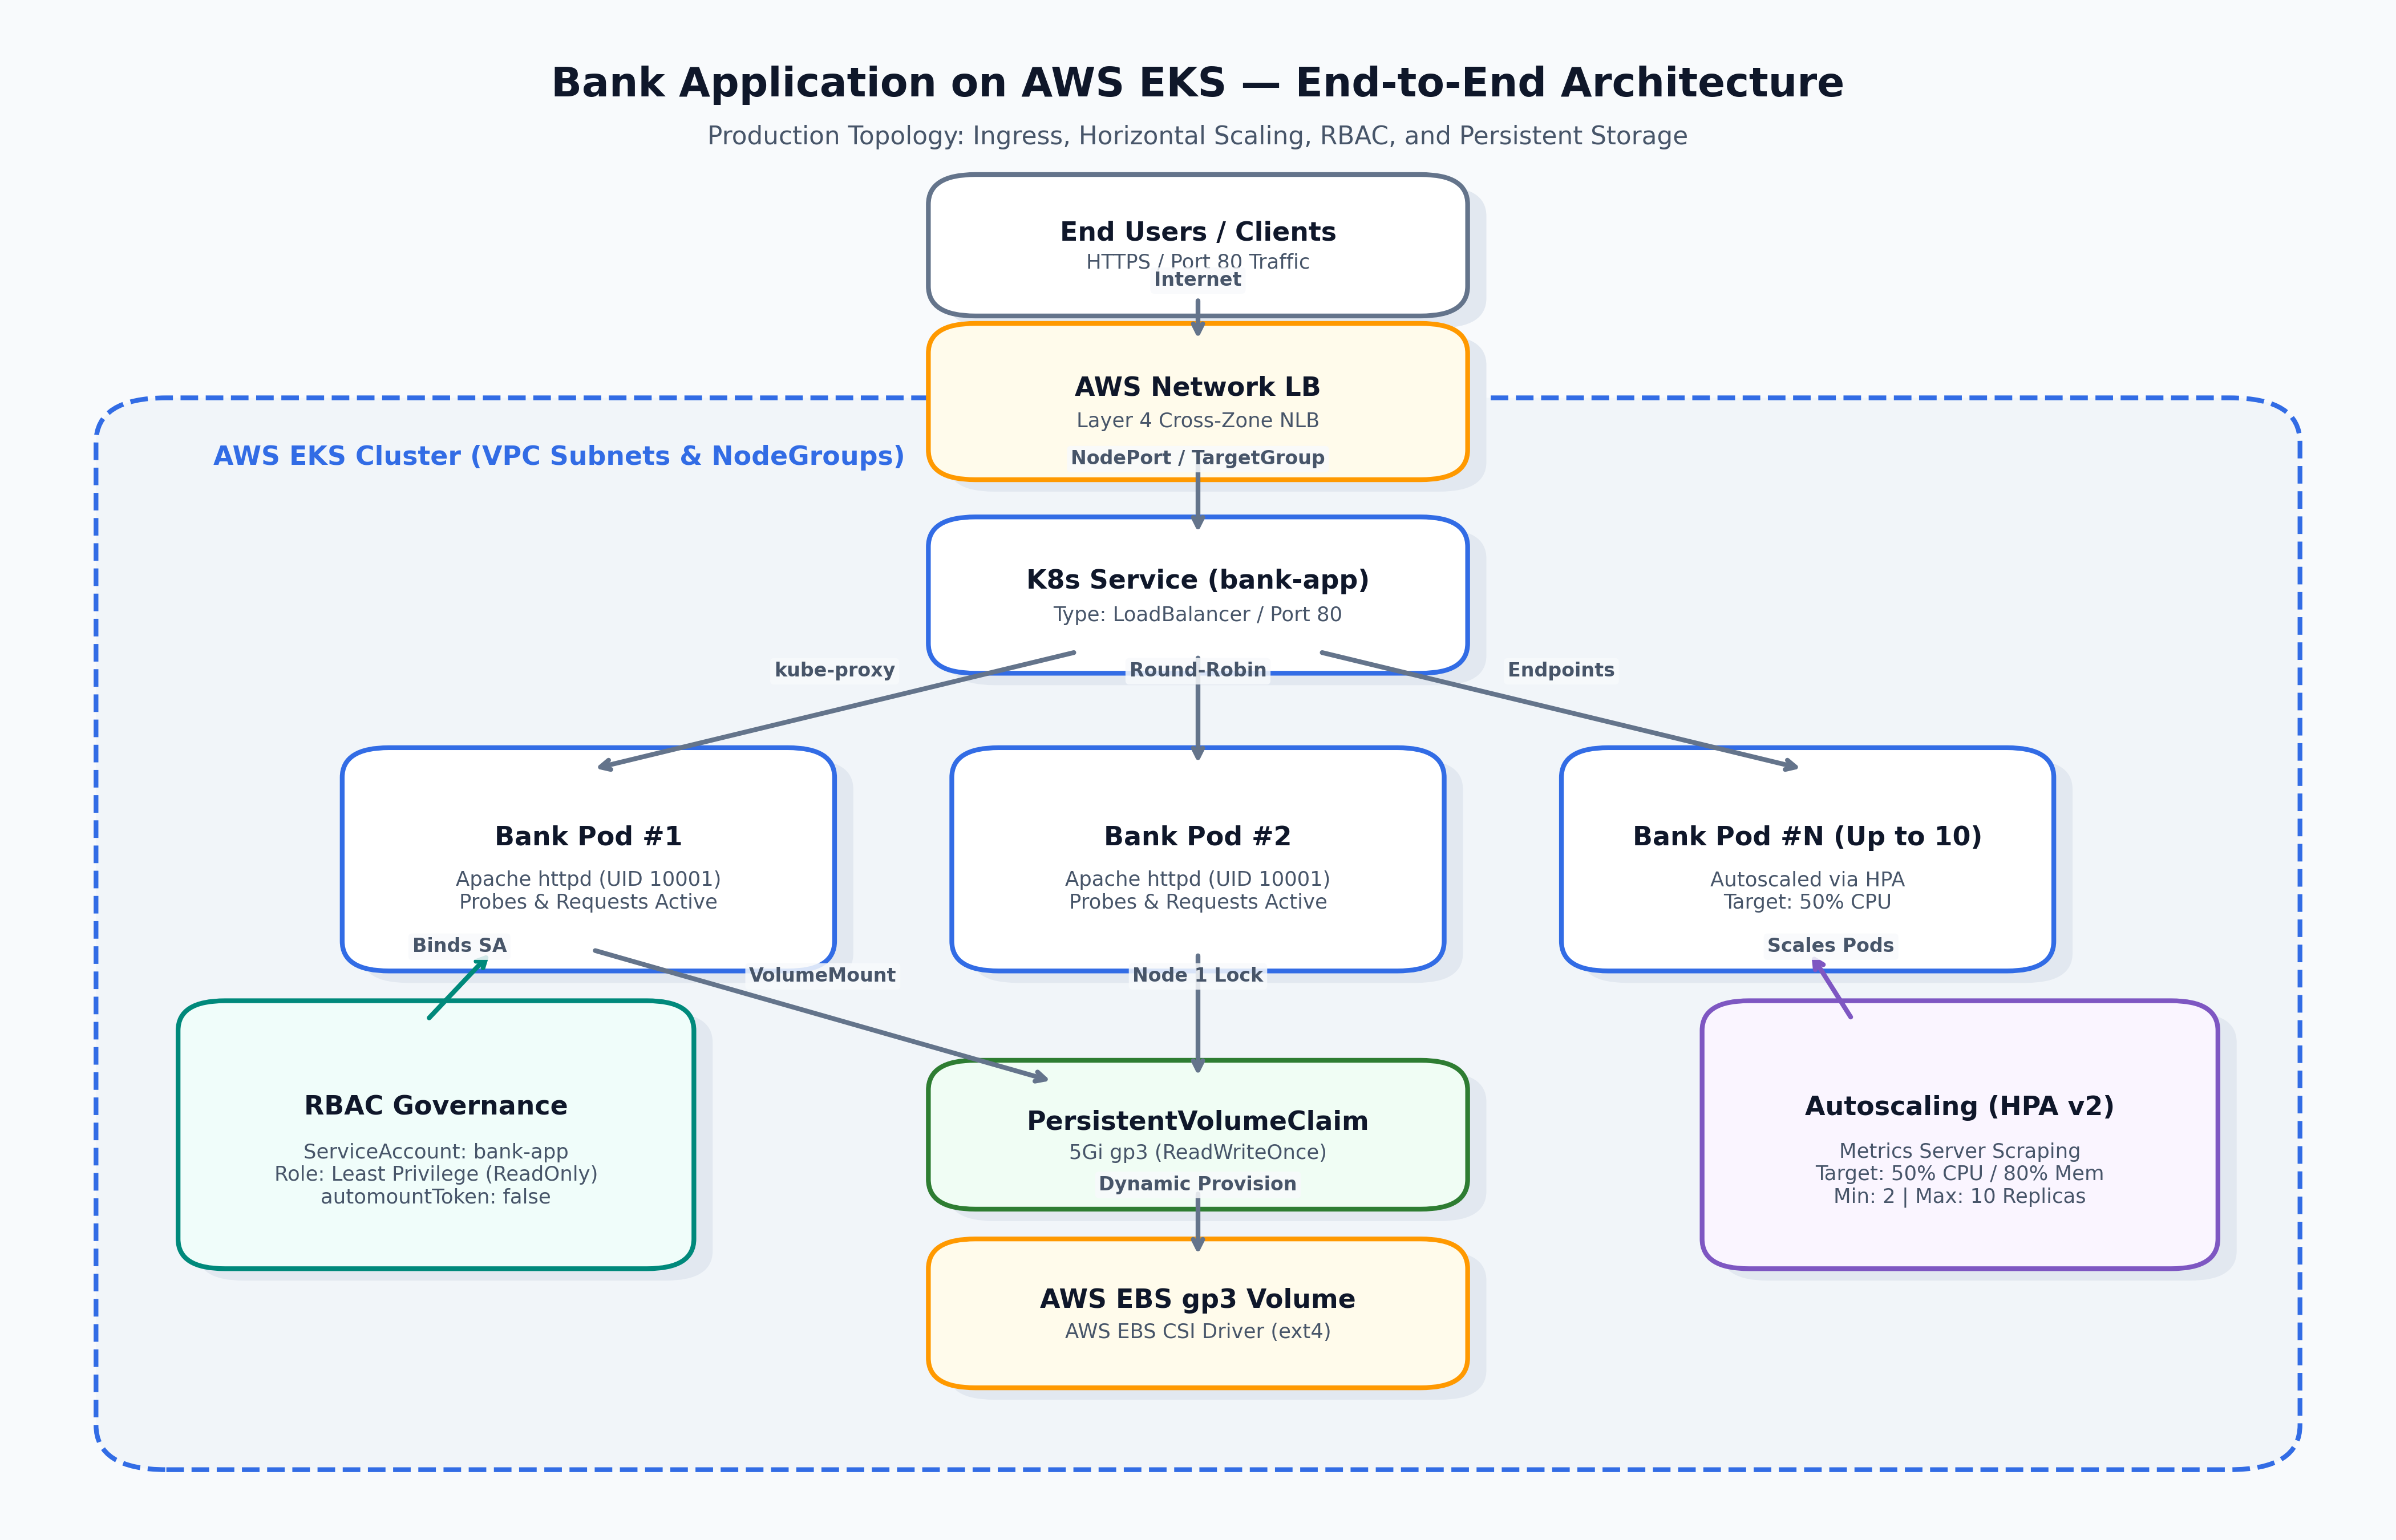 Bank Application on AWS EKS — End-to-End Architecture
Production Topology: Ingress, Horizontal Scaling, RBAC, and Persistent Storage
End Users / Clients
HTTPS / Port 80 Traffic
Internet
AWS Network LB
Layer 4 Cross-Zone NLB
NodePort / TargetGroup
AWS EKS Cluster (VPC Subnets & NodeGroups)
K8s Service (bank-app)
Type: LoadBalancer / Port 80
kube-proxy
Round-Robin
Endpoints
Bank Pod #1
Apache httpd (UID 10001)
Probes & Requests Active
Bank Pod #2
Apache httpd (UID 10001)
Probes & Requests Active
Bank Pod #N (Up to 10)
Autoscaled via HPA
Target: 50% CPU
Binds SA
VolumeMount
Node 1 Lock
Scales Pods
RBAC Governance
ServiceAccount: bank-app
Role: Least Privilege (ReadOnly)
automountToken: false
PersistentVolumeClaim
5Gi gp3 (ReadWriteOnce)
Dynamic Provision
Autoscaling (HPA v2)
Metrics Server Scraping
Target: 50% CPU / 80% Mem
Min: 2 | Max: 10 Replicas
AWS EBS gp3 Volume
AWS EBS CSI Driver (ext4)